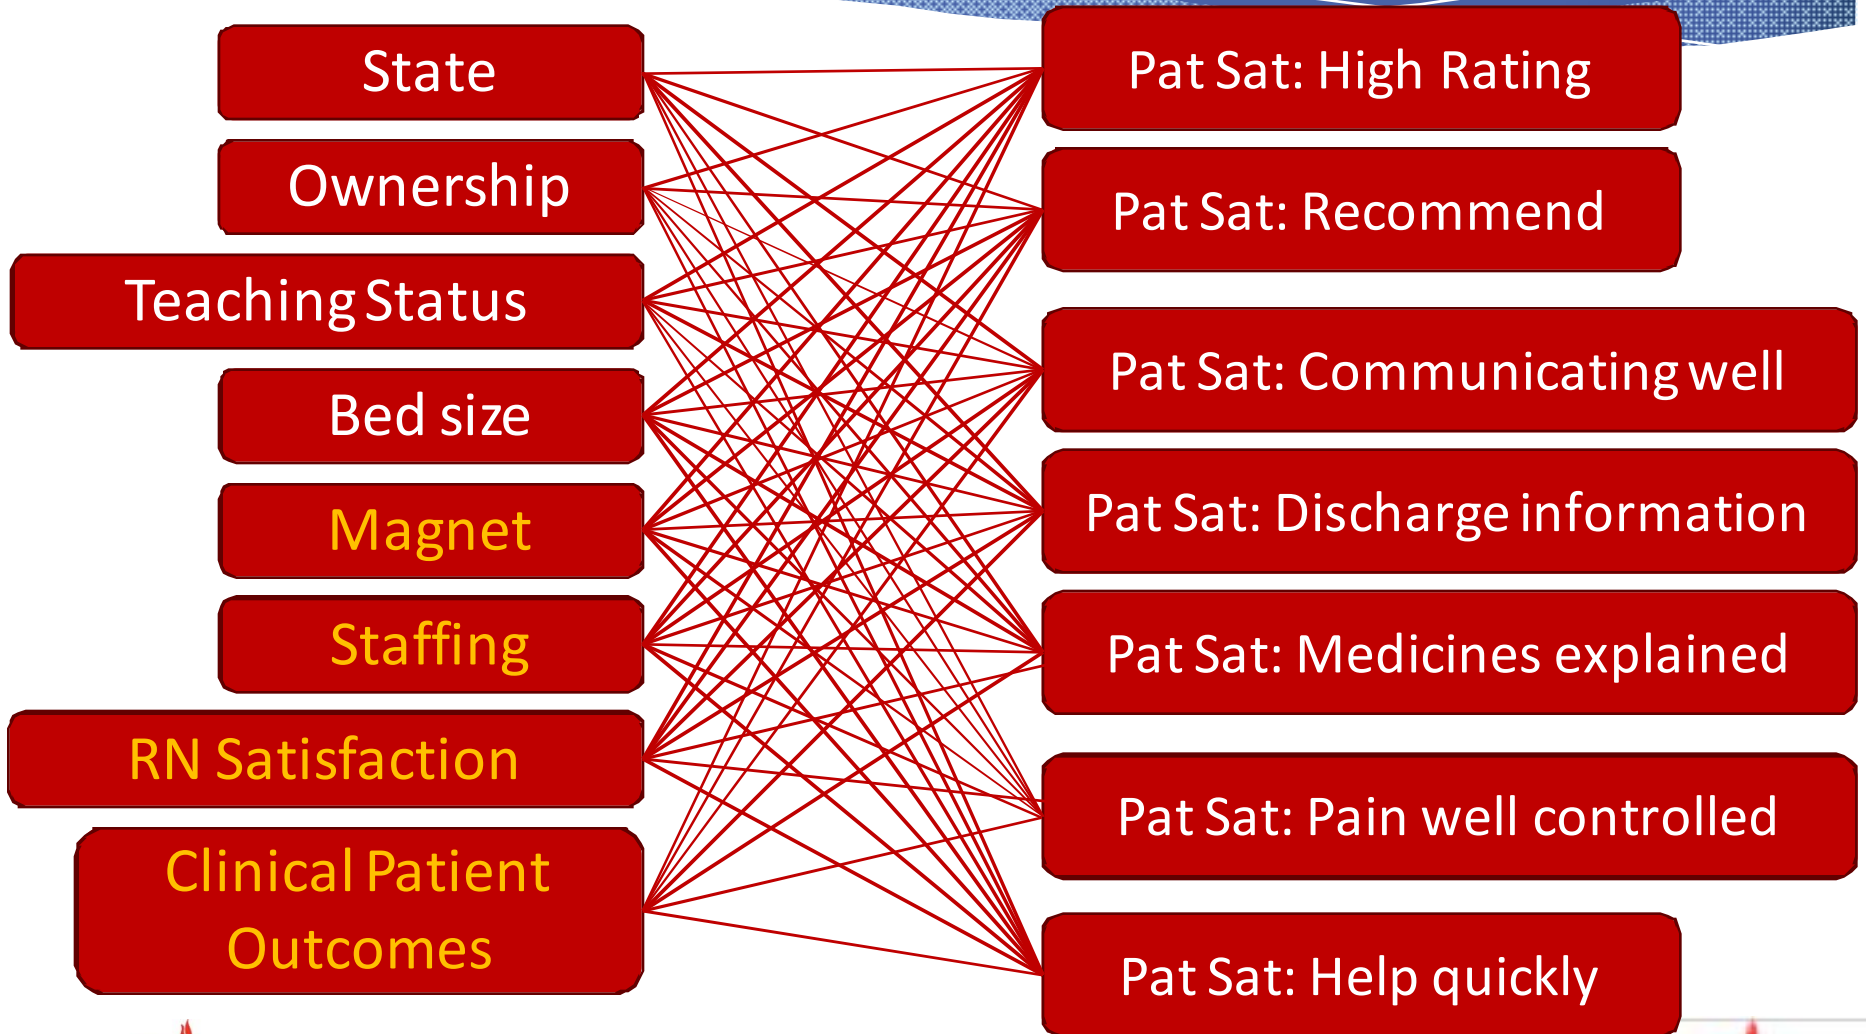 State
Ownership
Teaching Status
Bed size
Magnet
Staffing
RN Satisfaction
Clinical Patient
Outcomes
Pat Sat: High Rating
Pat Sat: Recommend
Pat Sat: Communicating well
Pat Sat: Discharge information
Pat Sat: Medicines explained
Pat Sat: Pain well controlled
Pat Sat: Help quickly